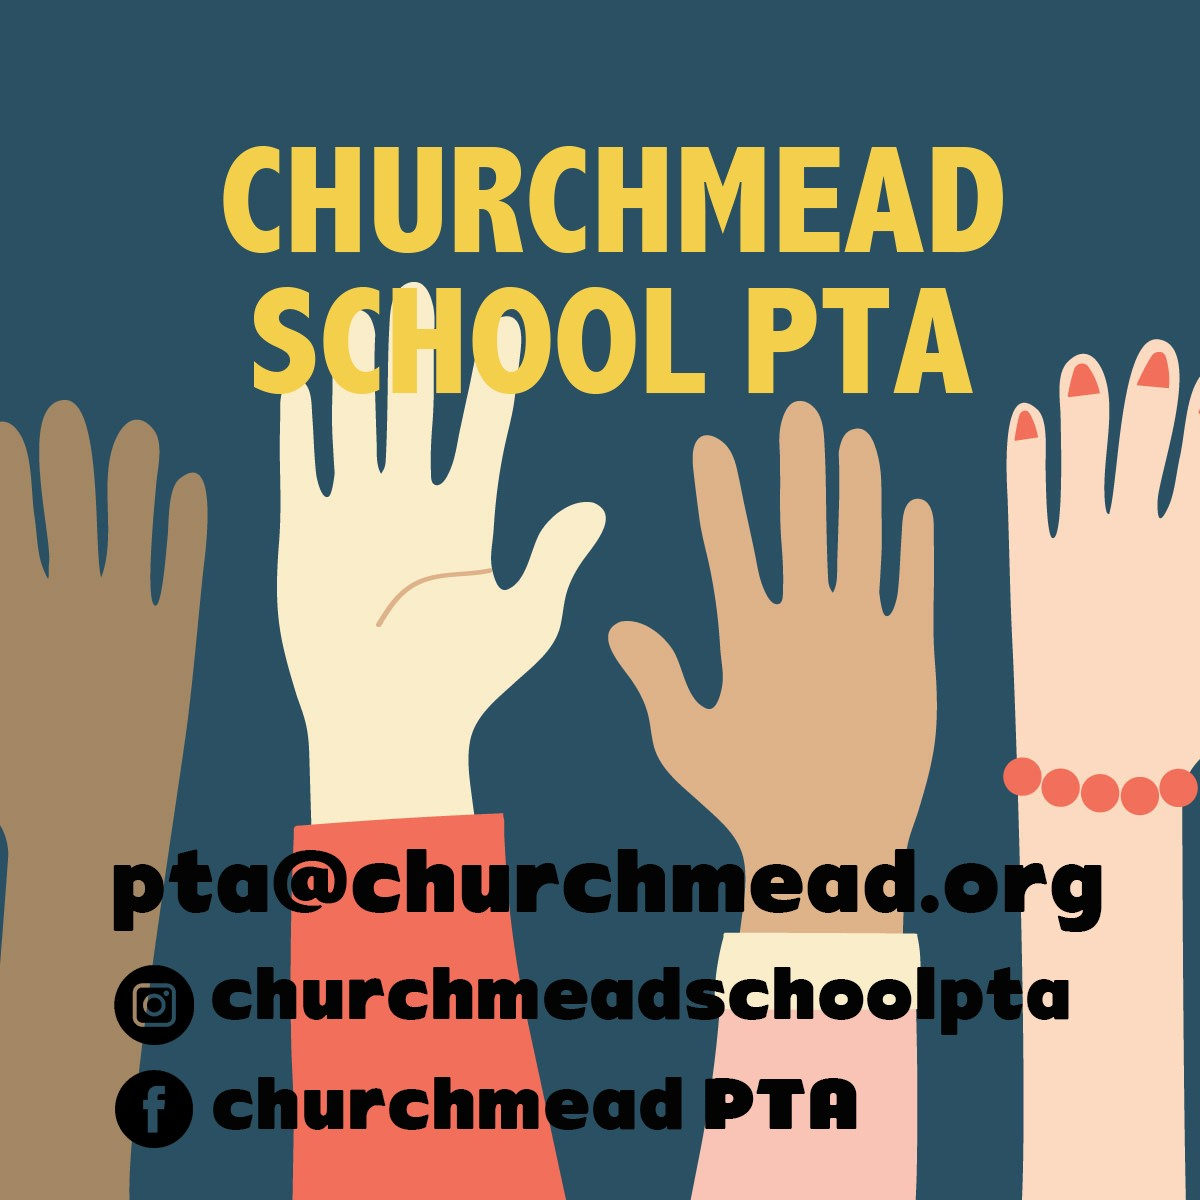 CHURCHMEAD
SCHOOL PTA
pta@churchmead.org
churchmeadschoolpta
churchmead PTA